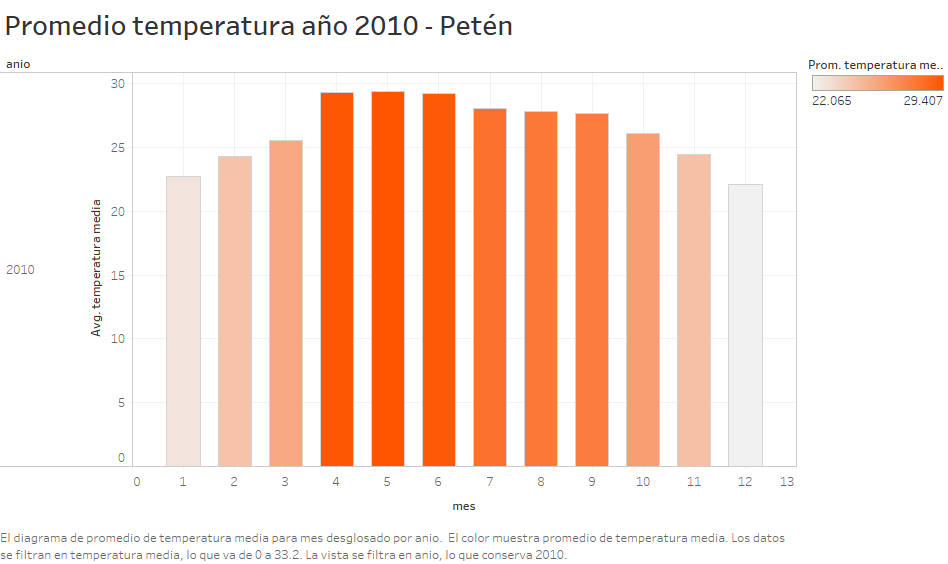 Promedio temperatura año 2010 - Petén
anio
Prom. temperatura me..
22.065 29.407
2010
Avg. temperatura media
30
25
20
15
10
5
0
0 1 2 3 4 5 6 7 8 9 10 11 12 13
mes
El diagrama de promedio de temperatura media para mes desglosado por anio. El color muestra promedio de temperatura media. Los datos
se filtran en temperatura media, lo que va de 0 a 33.2. La vista se filtra en anio, lo que conserva 2010.